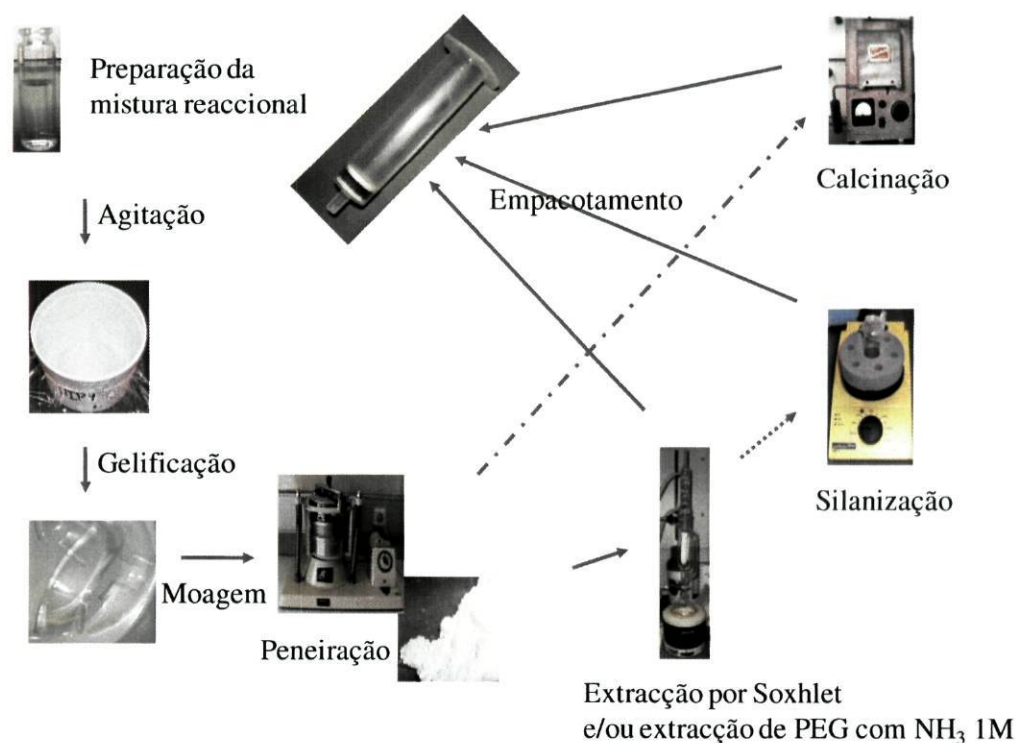 Preparação da
mistura reaccional
Agitação
Gelificação
Moagem
Peneiração
Empacotamento
Calcinação
Silanização
Extracção por Soxhlet
e/ou extracção de PEG com NH₃ 1M